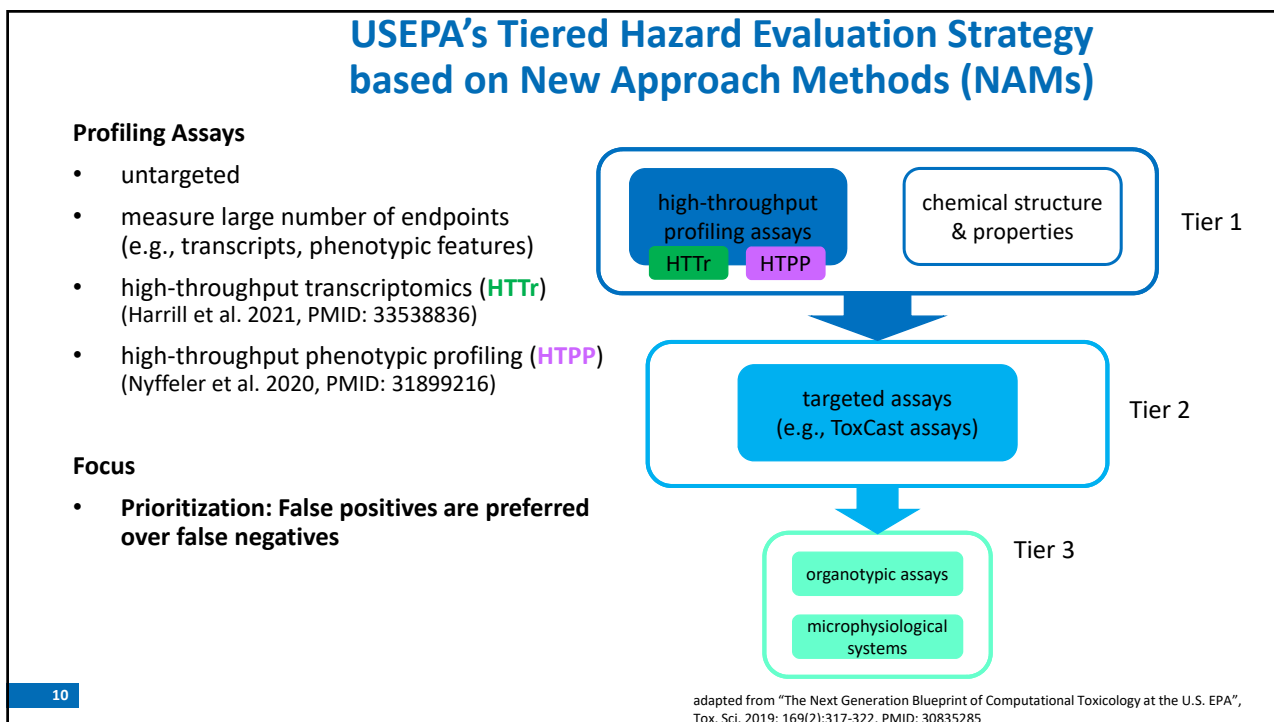 USEPA's Tiered Hazard Evaluation Strategy
based on New Approach Methods (NAMs)
Profiling Assays
• untargeted
• measure large number of endpoints
(e.g., transcripts, phenotypic features)
• high-throughput transcriptomics (HTTr)
(Harrill et al. 2021, PMID: 33538836)
• high-throughput phenotypic profiling (HTPP)
(Nyffeler et al. 2020, PMID: 31899216)
Focus
• Prioritization: False positives are preferred
over false negatives
high-throughput
profiling assays
HTTr
HTPP
chemical structure
& properties
Tier 1
targeted assays
(e.g., ToxCast assays)
Tier 2
Tier 3
organotypic assays
microphysiological
systems
10
adapted from "The Next Generation Blueprint of Computational Toxicology at the U.S. EPA",
Tox. Sci. 2019; 169(2):317-322. PMID: 30835285